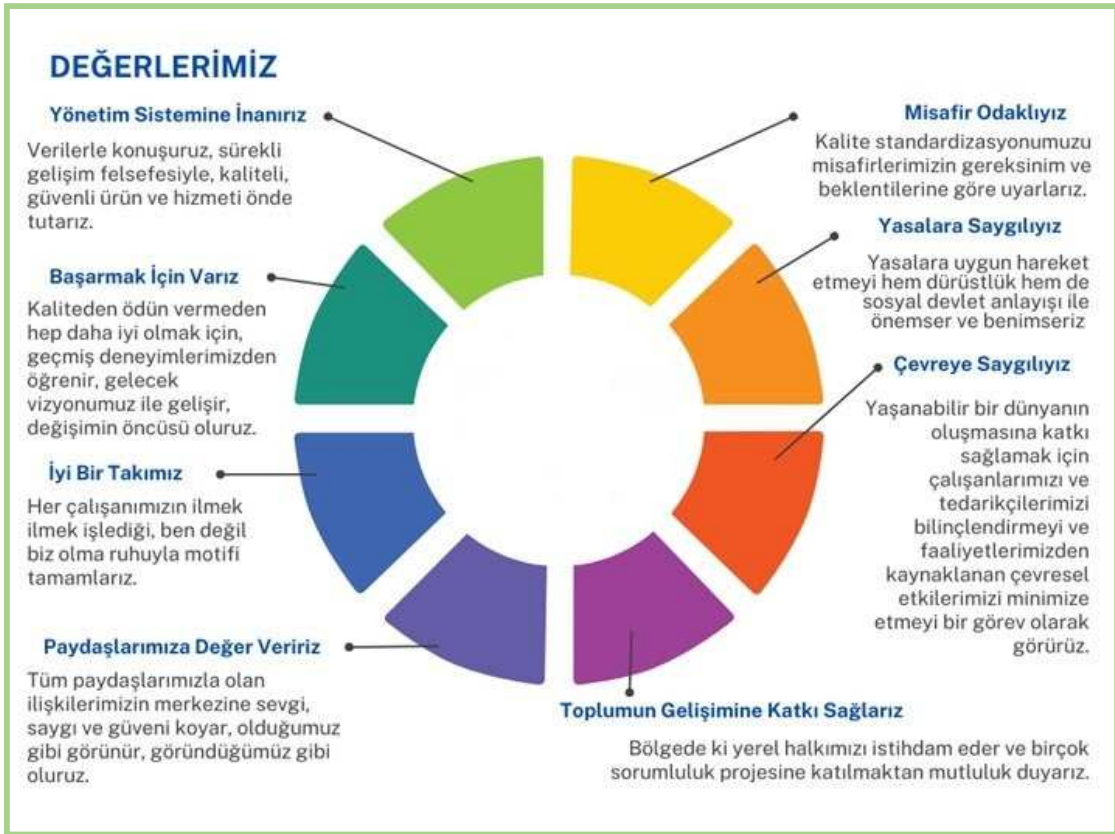 DEĞERLERİMİZ
Yönetim Sistemine İnanırız
Verilerle konuşuruz, sürekli
gelişim felsefesiyle, kaliteli,
güvenli ürün ve hizmeti önde
tutarız.
Başarmak İçin Varız
Kaliteden ödün vermeden
hep daha iyi olmak için,
geçmiş deneyimlerimizden
öğrenir, gelecek
vizyonumuz ile gelişir,
değişimin öncüsü oluruz.
İyi Bir Takımız
Her çalışanımızın ilmek
ilmek işlediği, ben değil
biz olma ruhuyla motifi
tamamlarız.
Paydaşlarımıza Değer Veririz
Tüm paydaşlarımızla olan
ilişkilerimizin merkezine sevgi,
saygı ve güveni koyar, olduğumuz
gibi görünür, göründüğümüz gibi
oluruz.
Misafir Odaklıyız
Kalite standardizasyonumuzu
misafirlerimizin gereksinim ve
beklentilerine göre uyarlarız.
Yasalara Saygılıyız
Yasalara uygun hareket
etmeyi hem dürüstlük hem de
sosyal devlet anlayışı ile
önemser ve benimseriz
Çevreye Saygılıyız
Yaşanabilir bir dünyanın
oluşmasına katkı
sağlamak için
çalışanlarımızı ve
tedarikçilerimizi
bilinçlendirmeyi ve
faaliyetlerimizden
kaynaklanan çevresel
etkilerimizi minimize
etmeyi bir görev olarak
görürüz.
Toplumun Gelişimine Katkı Sağlarız
Bölgede ki yerel halkımızı istihdam eder ve birçok
sorumluluk projesine katılmaktan mutluluk duyarız.